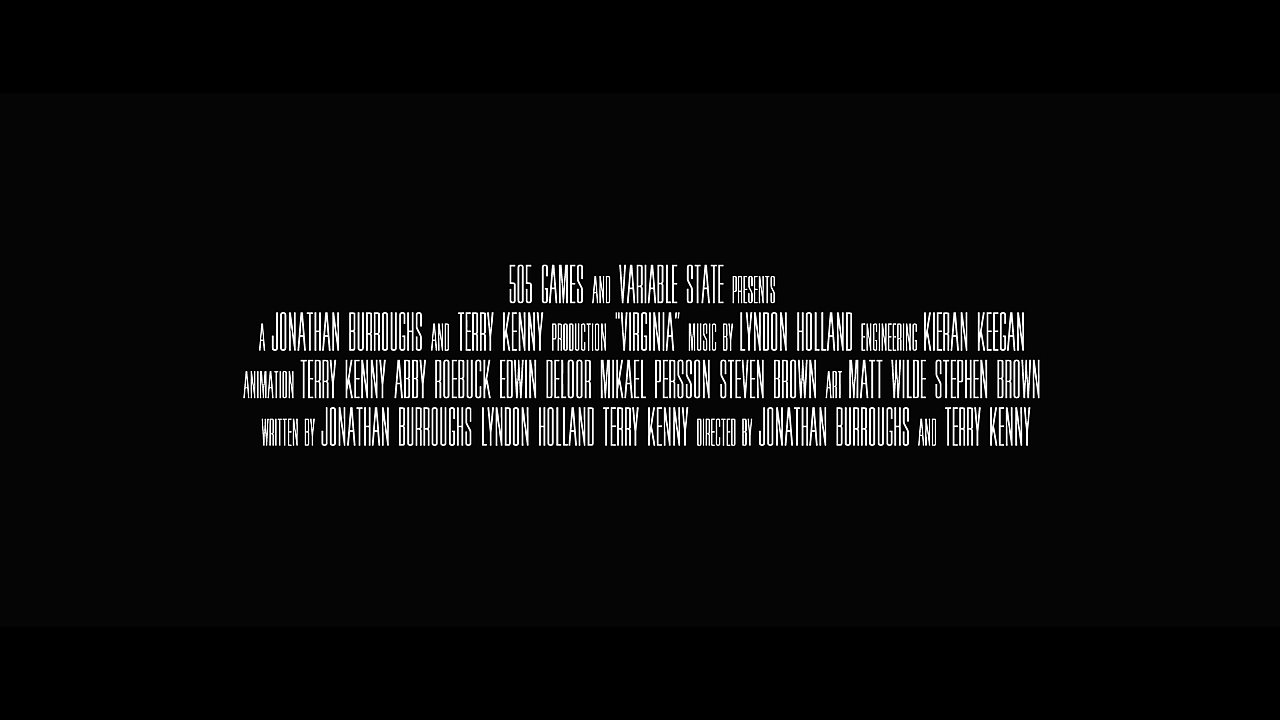 505 GAMES AND VARIABLE STATE PRESENTS
A JONATHAN BURROUGHS AND TERRY KENNY PRODUCTION "VIRGINIA" MUSIC BY LYNDON HOLLAND ENGINEERING KIERAN KEEGAN
ANIMATION TERRY KENNY ABBY ROEBUCK EDWIN DELOOR MIKAEL PERSSON STEVEN BROWN ART MATT WILDE STEPHEN BROWN
WRITTEN BY JONATHAN BURROUGHS LYNDON HOLLAND TERRY KENNY DIRECTED BY JONATHAN BURROUGHS AND TERRY KENNY